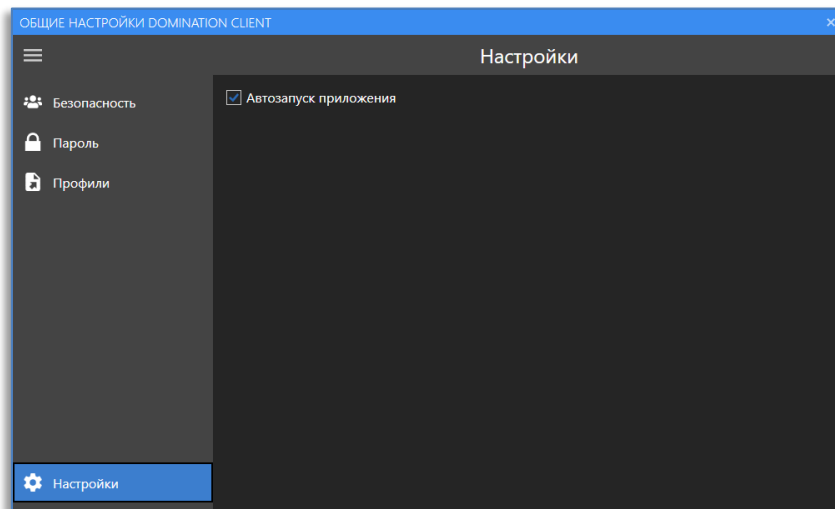 ОБЩИЕ НАСТРОЙКИ DOMINATION CLIENT
Настройки
Безопасность
Автозапуск приложения
Пароль
Профили
Настройки